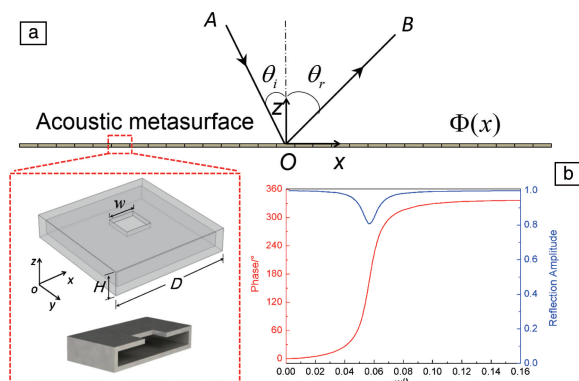 a
A
B
θi
θr
z
Acoustic metasurface
Φ(x)
O
x
b
w
z
x
o
y
H
D
360
300
240
180
120
60
0
Phase/°
1.0
0.8
0.6
0.4
0.2
0.0
Reflection Amplitude
0.00 0.02 0.04 0.06 0.08 0.10 0.12 0.14 0.16